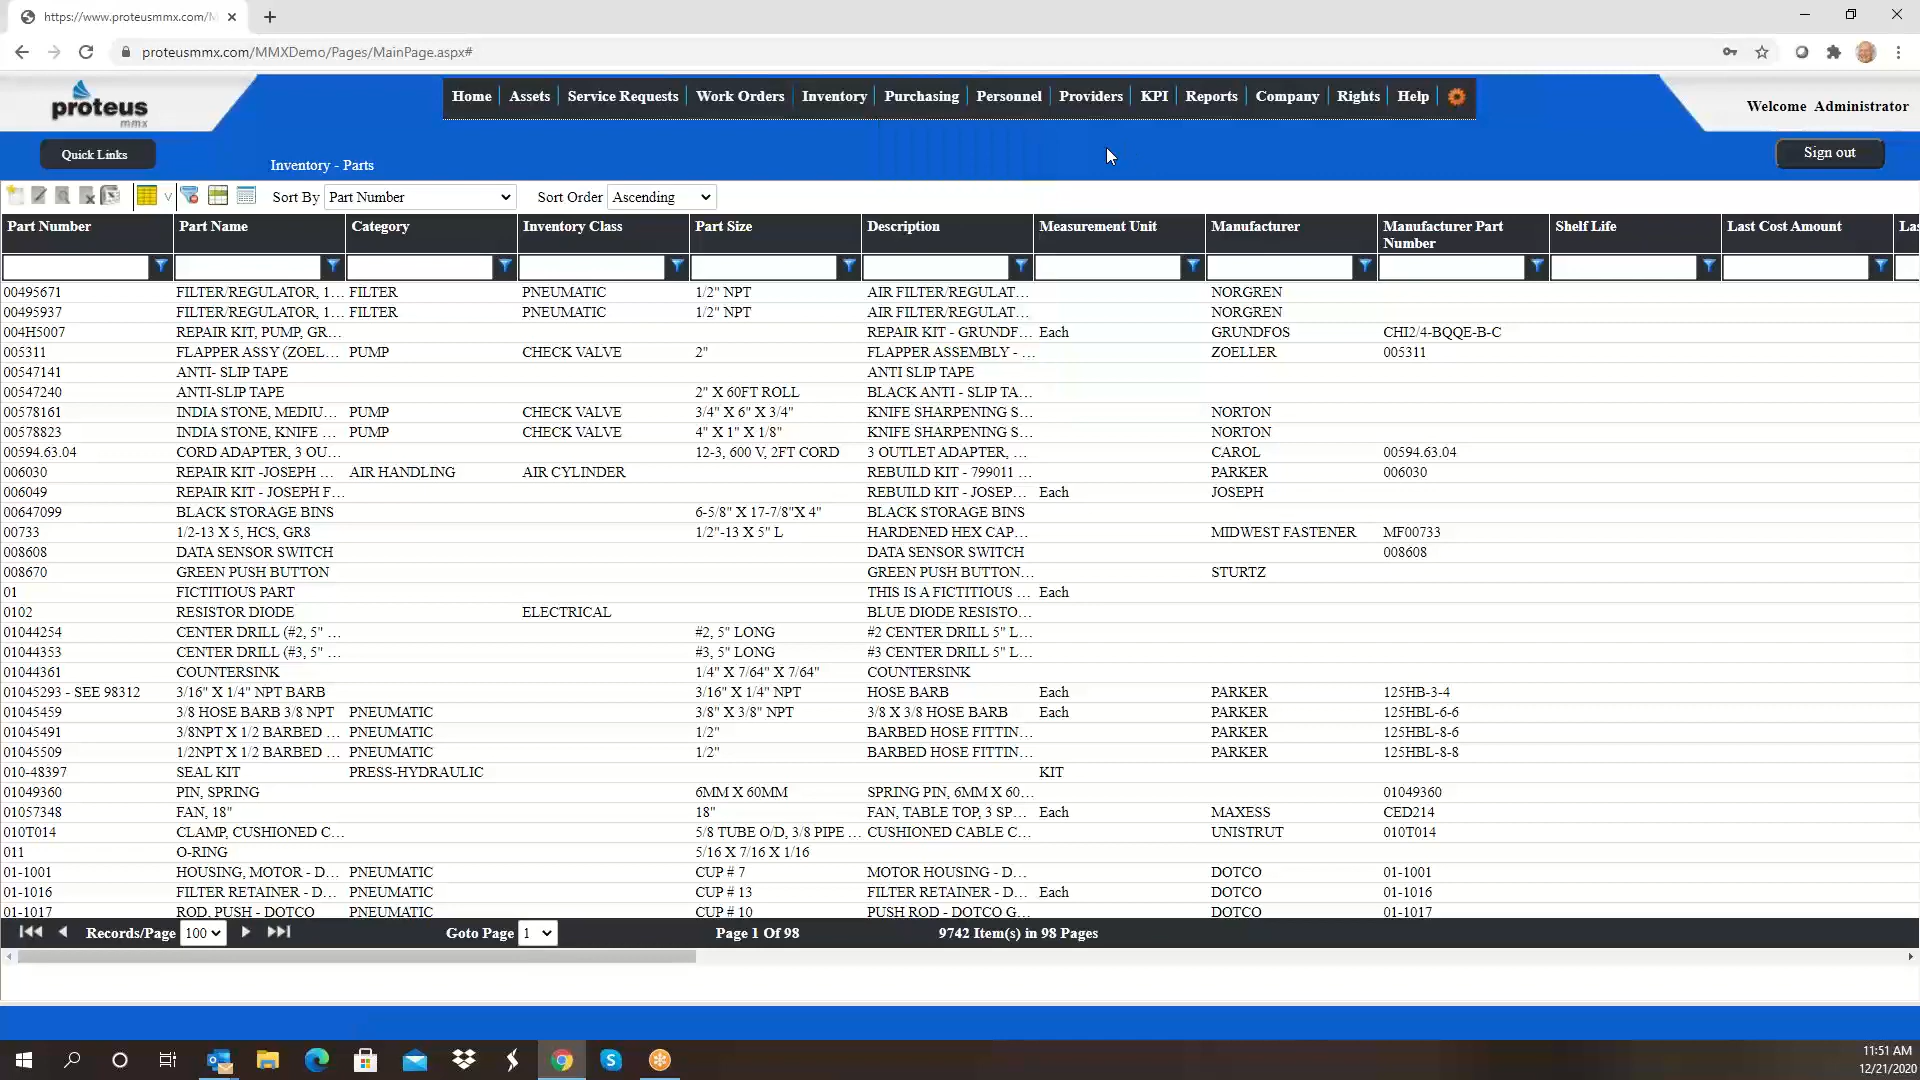 https://www.proteusmmx.com/M
proteusmmx.com/MMXDemo/Pages/MainPage.aspx#
proteus
mmx
Home Assets Service Requests Work Orders Inventory Purchasing Personnel Providers KPI Reports Company Rights Help
Welcome Administrator
Quick Links
Inventory - Parts
Sign out
Sort By Part Number Sort Order Ascending
Part Number Part Name Category Inventory Class Part Size Description Measurement Unit Manufacturer Manufacturer Part Number Shelf Life Last Cost Amount Las
00495671 FILTER/REGULATOR, 1... FILTER PNEUMATIC 1/2" NPT AIR FILTER/REGULAT... NORGREN
00495937 FILTER/REGULATOR, 1... FILTER PNEUMATIC 1/2" NPT AIR FILTER/REGULAT... NORGREN
004H5007 REPAIR KIT, PUMP, GR... REPAIR KIT - GRUNDF... Each GRUNDFOS CHI2/4-BQQE-B-C
005311 FLAPPER ASSY (ZOEL... PUMP CHECK VALVE 2" FLAPPER ASSEMBLY - ... ZOELLER 005311
00547141 ANTI- SLIP TAPE ANTI SLIP TAPE
00547240 ANTI-SLIP TAPE 2" X 60FT ROLL BLACK ANTI - SLIP TA...
00578161 INDIA STONE, MEDIU... PUMP CHECK VALVE 3/4" X 6" X 3/4" KNIFE SHARPENING S... NORTON
00578823 INDIA STONE, KNIFE ... PUMP CHECK VALVE 4" X 1" X 1/8" KNIFE SHARPENING S... NORTON
00594.63.04 CORD ADAPTER, 3 OU... 12-3, 600 V, 2FT CORD 3 OUTLET ADAPTER, ... CAROL 00594.63.04
006030 REPAIR KIT -JOSEPH ... AIR HANDLING AIR CYLINDER REBUILD KIT - 799011 ... PARKER 006030
006049 REPAIR KIT - JOSEPH F... REBUILD KIT - JOSEP... Each JOSEPH
00647099 BLACK STORAGE BINS 6-5/8" X 17-7/8"X 4" BLACK STORAGE BINS
00733 1/2-13 X 5, HCS, GR8 1/2"-13 X 5" L HARDENED HEX CAP... MIDWEST FASTENER MF00733
008608 DATA SENSOR SWITCH DATA SENSOR SWITCH 008608
008670 GREEN PUSH BUTTON GREEN PUSH BUTTON... STURTZ
01 FICTITIOUS PART THIS IS A FICTITIOUS ... Each
0102 RESISTOR DIODE ELECTRICAL BLUE DIODE RESISTO...
01044254 CENTER DRILL (#2, 5" ... #2, 5" LONG #2 CENTER DRILL 5" L...
01044353 CENTER DRILL (#3, 5" ... #3, 5" LONG #3 CENTER DRILL 5" L...
01044361 COUNTERSINK 1/4" X 7/64" X 7/64" COUNTERSINK
01045293 - SEE 98312 3/16" X 1/4" NPT BARB 3/16" X 1/4" NPT HOSE BARB Each PARKER 125HB-3-4
01045459 3/8 HOSE BARB 3/8 NPT PNEUMATIC 3/8" X 3/8" NPT 3/8 X 3/8 HOSE BARB Each PARKER 125HBL-6-6
01045491 3/8NPT X 1/2 BARBED ... PNEUMATIC 1/2" BARBED HOSE FITTIN... PARKER 125HBL-8-6
01045509 1/2NPT X 1/2 BARBED ... PNEUMATIC 1/2" BARBED HOSE FITTIN... PARKER 125HBL-8-8
010-48397 SEAL KIT PRESS-HYDRAULIC KIT
01049360 PIN, SPRING 6MM X 60MM SPRING PIN, 6MM X 60... 01049360
01057348 FAN, 18" 18" FAN, TABLE TOP, 3 SP... Each MAXESS CED214
010T014 CLAMP, CUSHIONED C... 5/8 TUBE O/D, 3/8 PIPE ... CUSHIONED CABLE C... UNISTRUT 010T014
011 O-RING 5/16 X 7/16 X 1/16
01-1001 HOUSING, MOTOR - D... PNEUMATIC CUP # 7 MOTOR HOUSING - D... DOTCO 01-1001
01-1016 FILTER RETAINER - D... PNEUMATIC CUP # 13 FILTER RETAINER - D... Each DOTCO 01-1016
01-1017 ROD, PUSH - DOTCO PNEUMATIC CUP # 10 PUSH ROD - DOTCO G... DOTCO 01-1017
Records/Page 100 Goto Page 1 Page 1 Of 98 9742 Item(s) in 98 Pages
11:51 AM
12/21/2020